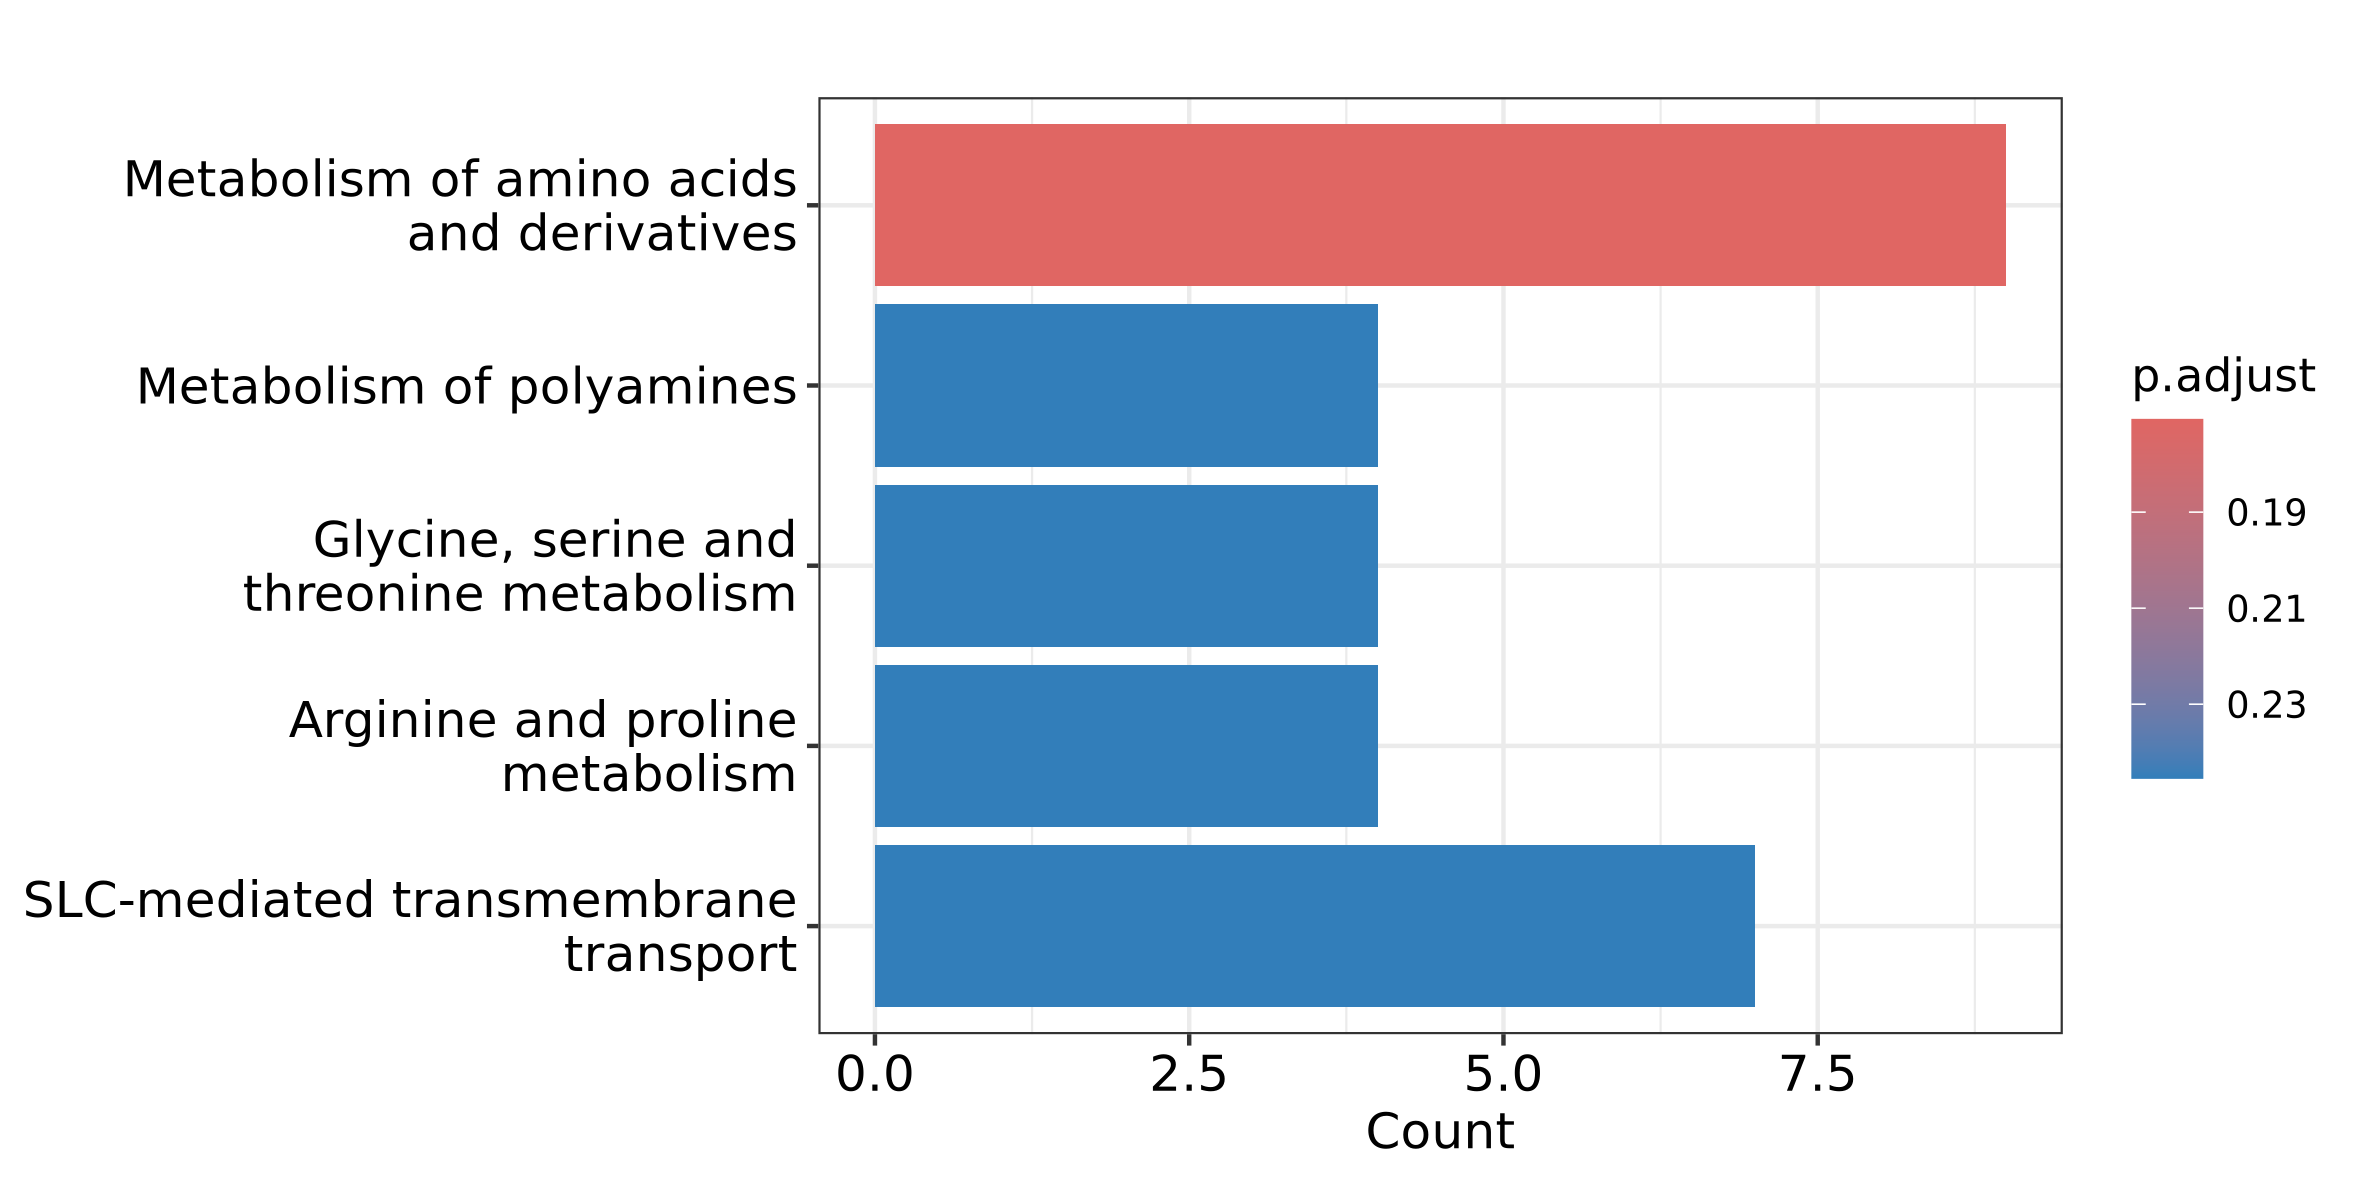 Metabolism of amino acids
and derivatives
Metabolism of polyamines
Glycine, serine and
threonine metabolism
Arginine and proline
metabolism
SLC-mediated transmembrane
transport
0.0 2.5 5.0 7.5
Count
p.adjust
0.19
0.21
0.23